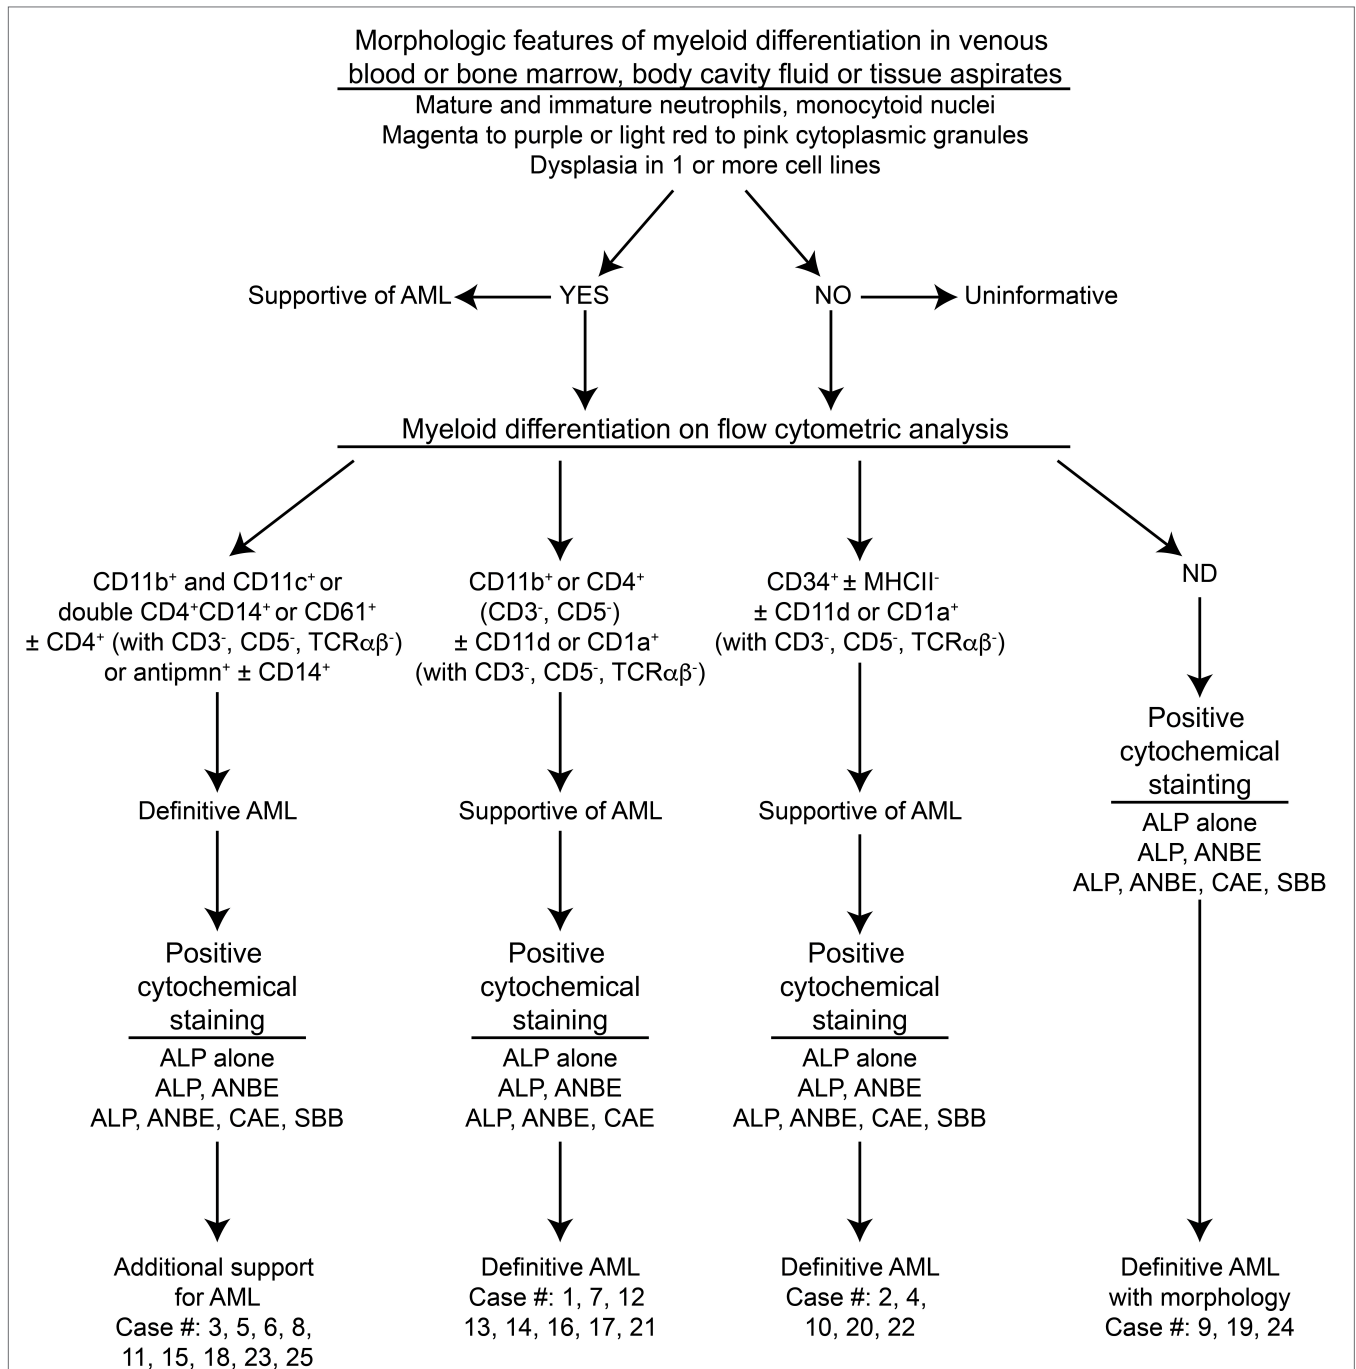 Morphologic features of myeloid differentiation in venous
blood or bone marrow, body cavity fluid or tissue aspirates
Mature and immature neutrophils, monocytoid nuclei
Magenta to purple or light red to pink cytoplasmic granules
Dysplasia in 1 or more cell lines
Supportive of AML
YES
NO
Uninformative
Myeloid differentiation on flow cytometric analysis
CD11b⁺ and CD11c⁺ or
double CD4⁺CD14⁺ or CD61⁺
± CD4⁺ (with CD3⁻, CD5⁻, TCRαβ⁻)
or antipmn⁺ ± CD14⁺
Definitive AML
Positive
cytochemical
staining
ALP alone
ALP, ANBE
ALP, ANBE, CAE, SBB
Additional support
for AML
Case #: 3, 5, 6, 8,
11, 15, 18, 23, 25
CD11b⁺ or CD4⁺
(CD3⁻, CD5⁻)
± CD11d or CD1a⁺
(with CD3⁻, CD5⁻, TCRαβ⁻)
Supportive of AML
Positive
cytochemical
staining
ALP alone
ALP, ANBE
ALP, ANBE, CAE
Definitive AML
Case #: 1, 7, 12
13, 14, 16, 17, 21
CD34⁺ ± MHCII⁻
± CD11d or CD1a⁺
(with CD3⁻, CD5⁻, TCRαβ⁻)
Supportive of AML
Positive
cytochemical
staining
ALP alone
ALP, ANBE
ALP, ANBE, CAE, SBB
Definitive AML
Case #: 2, 4,
10, 20, 22
ND
Positive
cytochemical
stainting
ALP alone
ALP, ANBE
ALP, ANBE, CAE, SBB
Definitive AML
with morphology
Case #: 9, 19, 24